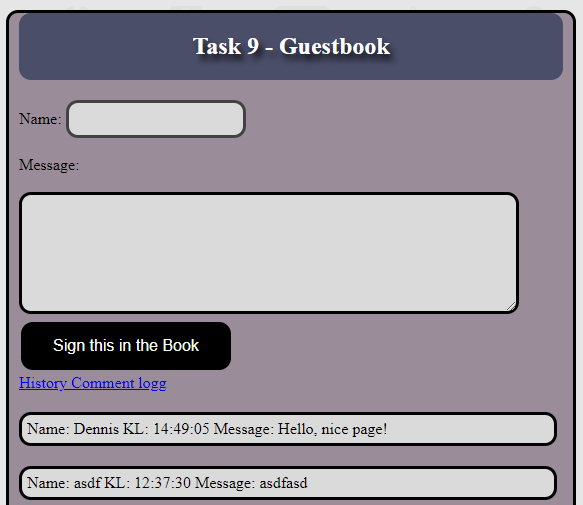 Task 9 - Guestbook
Name:
Message:
Sign this in the Book
History Comment logg
Name: Dennis KL: 14:49:05 Message: Hello, nice page!
Name: asdf KL: 12:37:30 Message: asdfasd